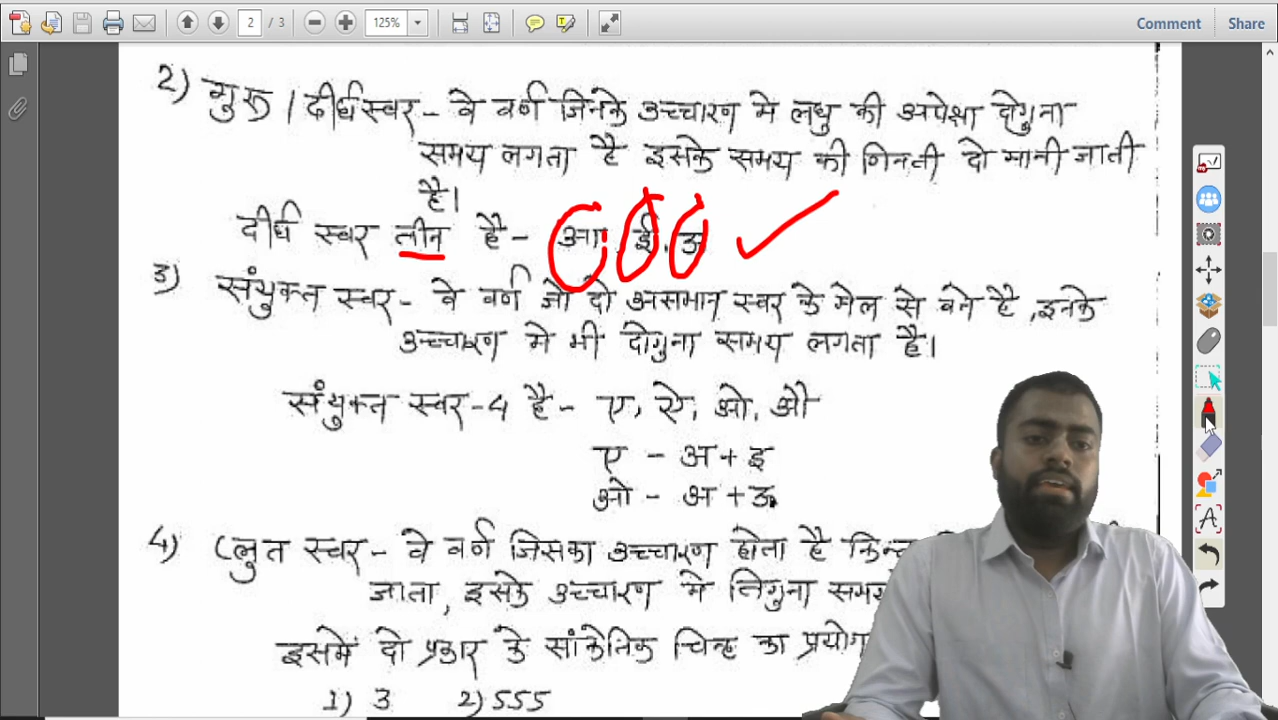 2 / 3
125%
Comment
Share
2) गुरु / दीर्घ स्वर - वे वर्ण जिनके उच्चारण मे लघु की अपेक्षा दोगुना
समय लगता है इसके समय की गिनती दो मानी जाती
है।
दीर्घ स्वर तीन है - आ, ई, ऊ
3) संयुक्त स्वर - वे वर्ण जो दो असमान स्वर के मेल से बने है, इनके
उच्चारण मे भी दोगुना समय लगता है।
संयुक्त स्वर - 4 है - ए, ऐ, ओ, औ
ए - अ + इ
ओ - अ + ऊ
4) प्लुत स्वर - वे वर्ण जिसका उच्चारण होता है
जाता, इसके उच्चारण मे तिगुना
इसमे दो प्रकार के सांकेतिक चिन्ह का प्रयोग
1) 3 2) ऽऽऽ